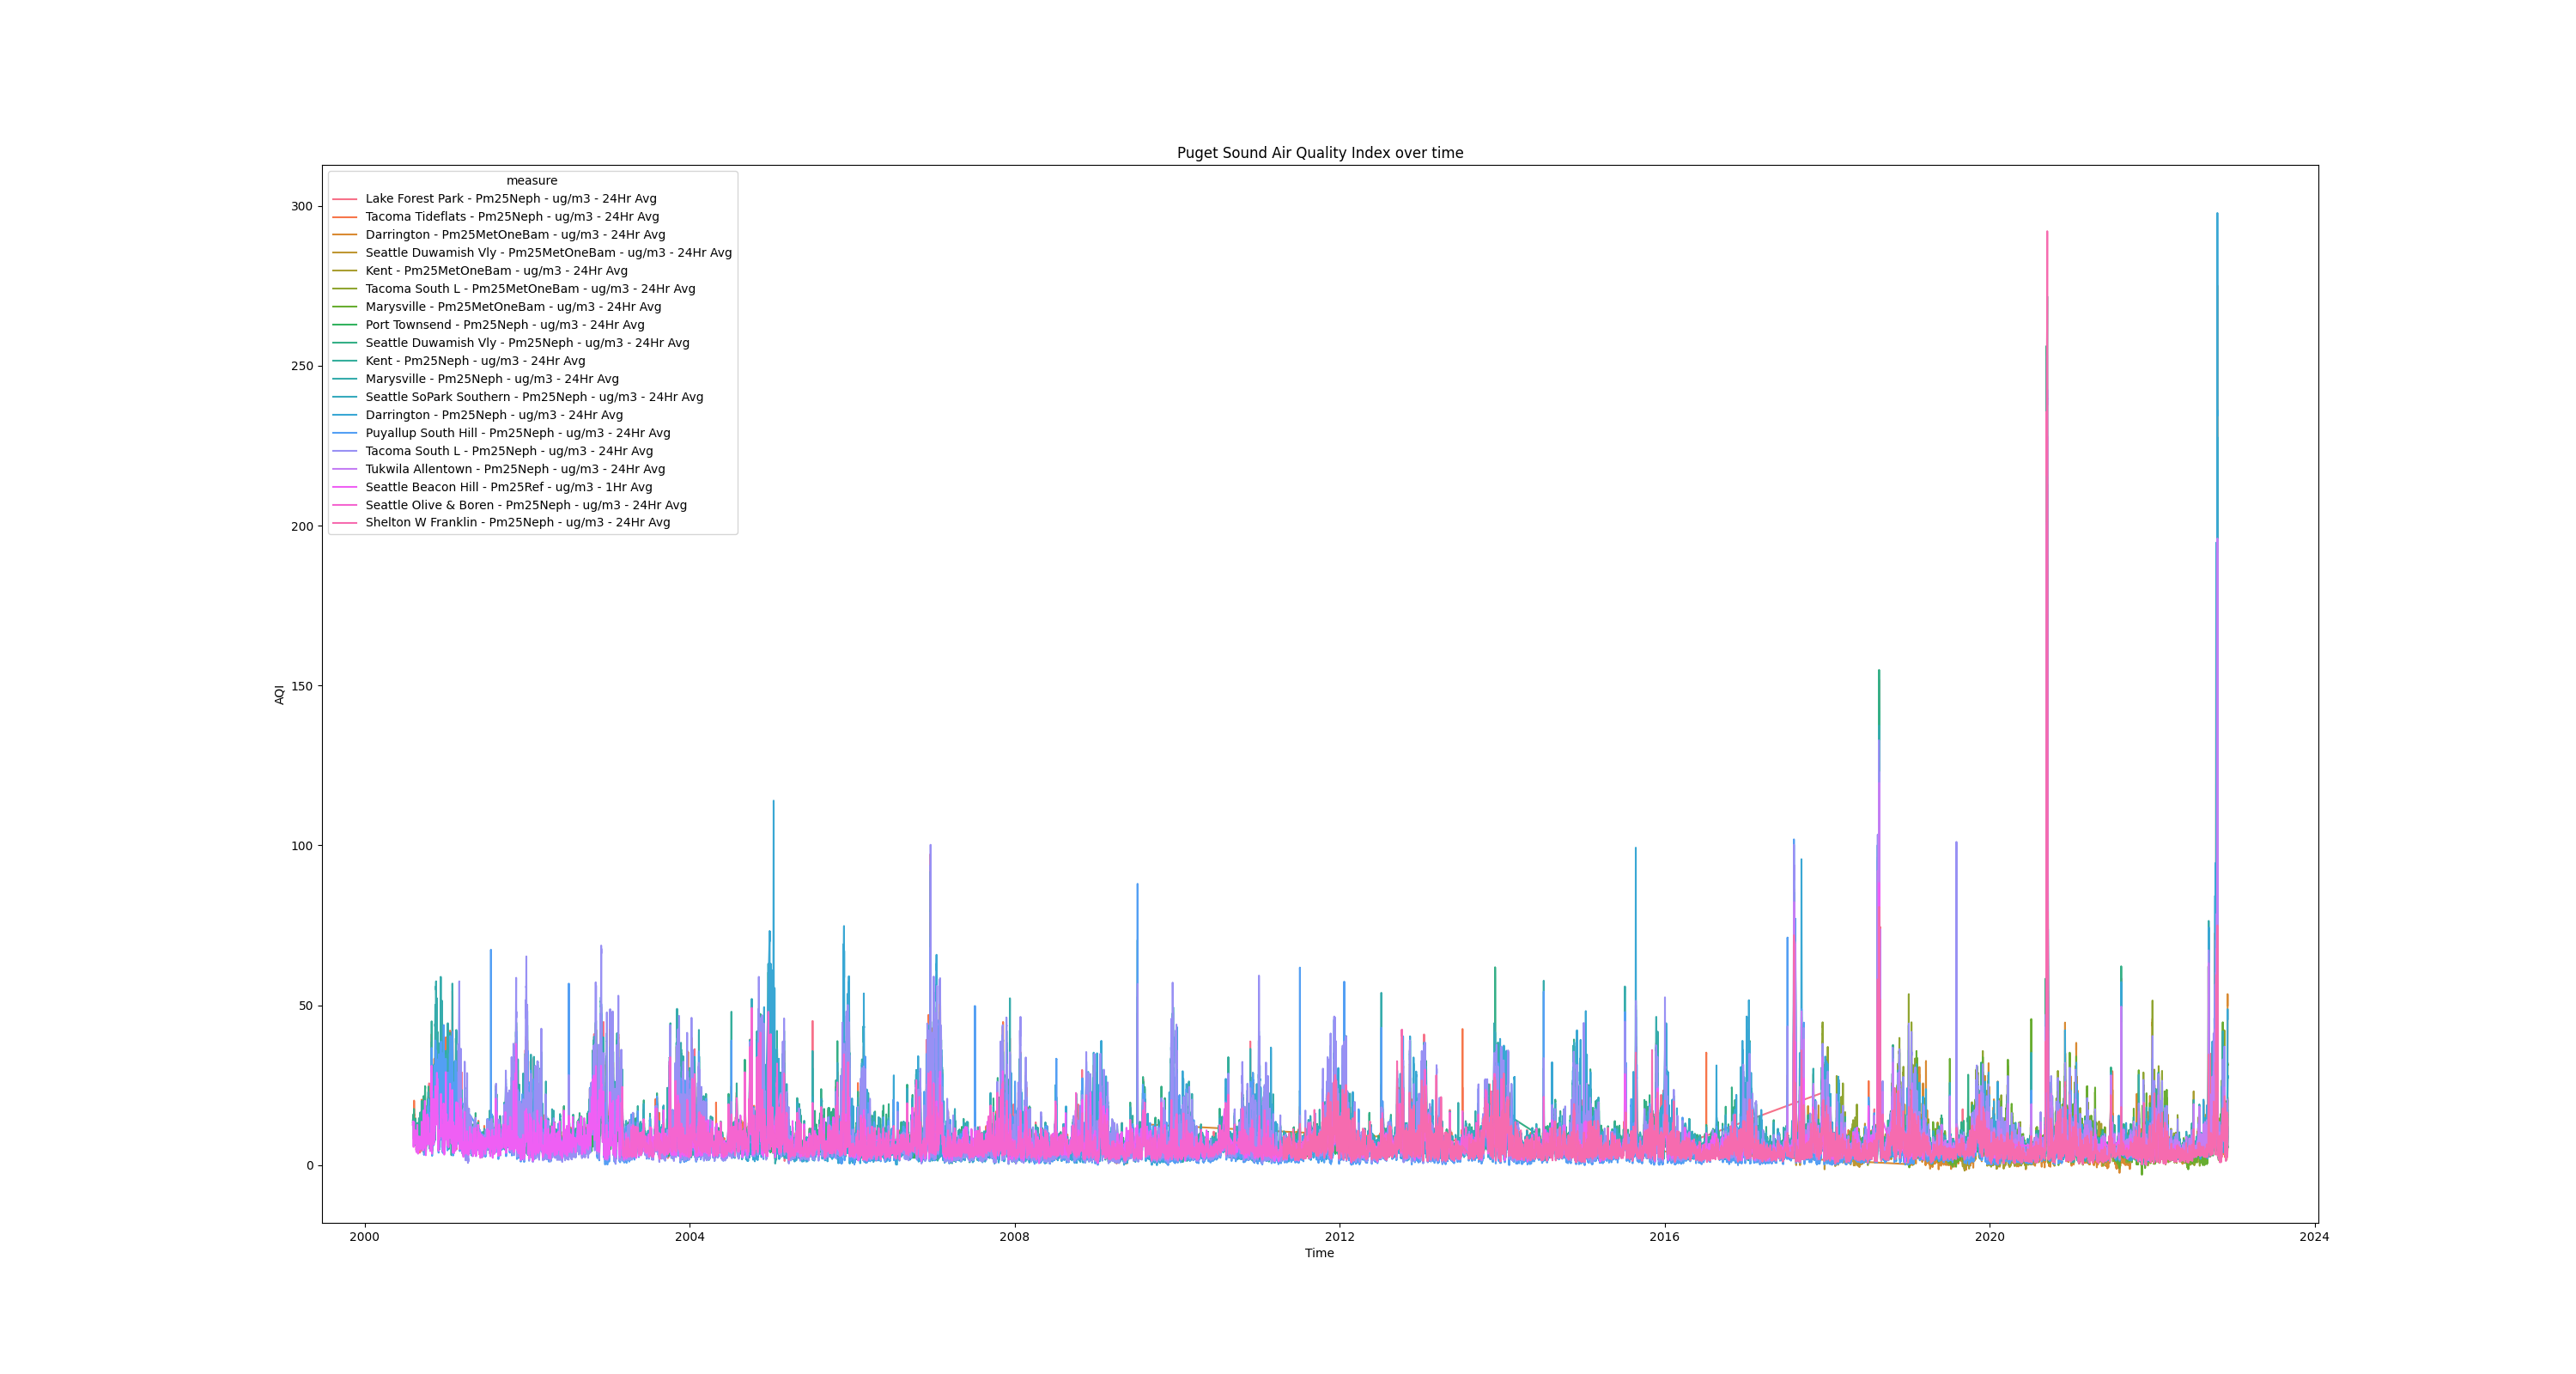 Puget Sound Air Quality Index over time
measure
Lake Forest Park - Pm25Neph - ug/m3 - 24Hr Avg
Tacoma Tideflats - Pm25Neph - ug/m3 - 24Hr Avg
Darrington - Pm25MetOneBam - ug/m3 - 24Hr Avg
Seattle Duwamish Vly - Pm25MetOneBam - ug/m3 - 24Hr Avg
Kent - Pm25MetOneBam - ug/m3 - 24Hr Avg
Tacoma South L - Pm25MetOneBam - ug/m3 - 24Hr Avg
Marysville - Pm25MetOneBam - ug/m3 - 24Hr Avg
Port Townsend - Pm25Neph - ug/m3 - 24Hr Avg
Seattle Duwamish Vly - Pm25Neph - ug/m3 - 24Hr Avg
Kent - Pm25Neph - ug/m3 - 24Hr Avg
Marysville - Pm25Neph - ug/m3 - 24Hr Avg
Seattle SoPark Southern - Pm25Neph - ug/m3 - 24Hr Avg
Darrington - Pm25Neph - ug/m3 - 24Hr Avg
Puyallup South Hill - Pm25Neph - ug/m3 - 24Hr Avg
Tacoma South L - Pm25Neph - ug/m3 - 24Hr Avg
Tukwila Allentown - Pm25Neph - ug/m3 - 24Hr Avg
Seattle Beacon Hill - Pm25Ref - ug/m3 - 1Hr Avg
Seattle Olive & Boren - Pm25Neph - ug/m3 - 24Hr Avg
Shelton W Franklin - Pm25Neph - ug/m3 - 24Hr Avg
300
250
200
150
100
50
0
AQI
2000 2004 2008 2012 2016 2020 2024
Time